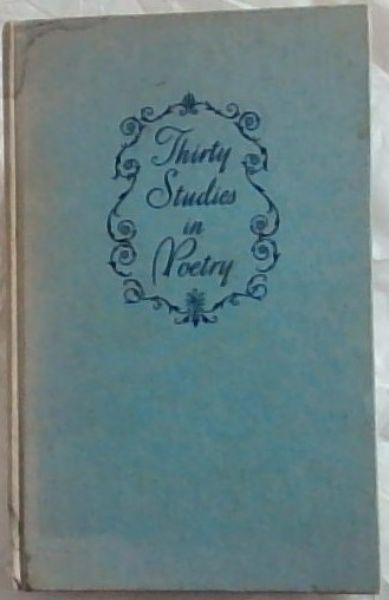 Thirty
Studies
in
Poetry